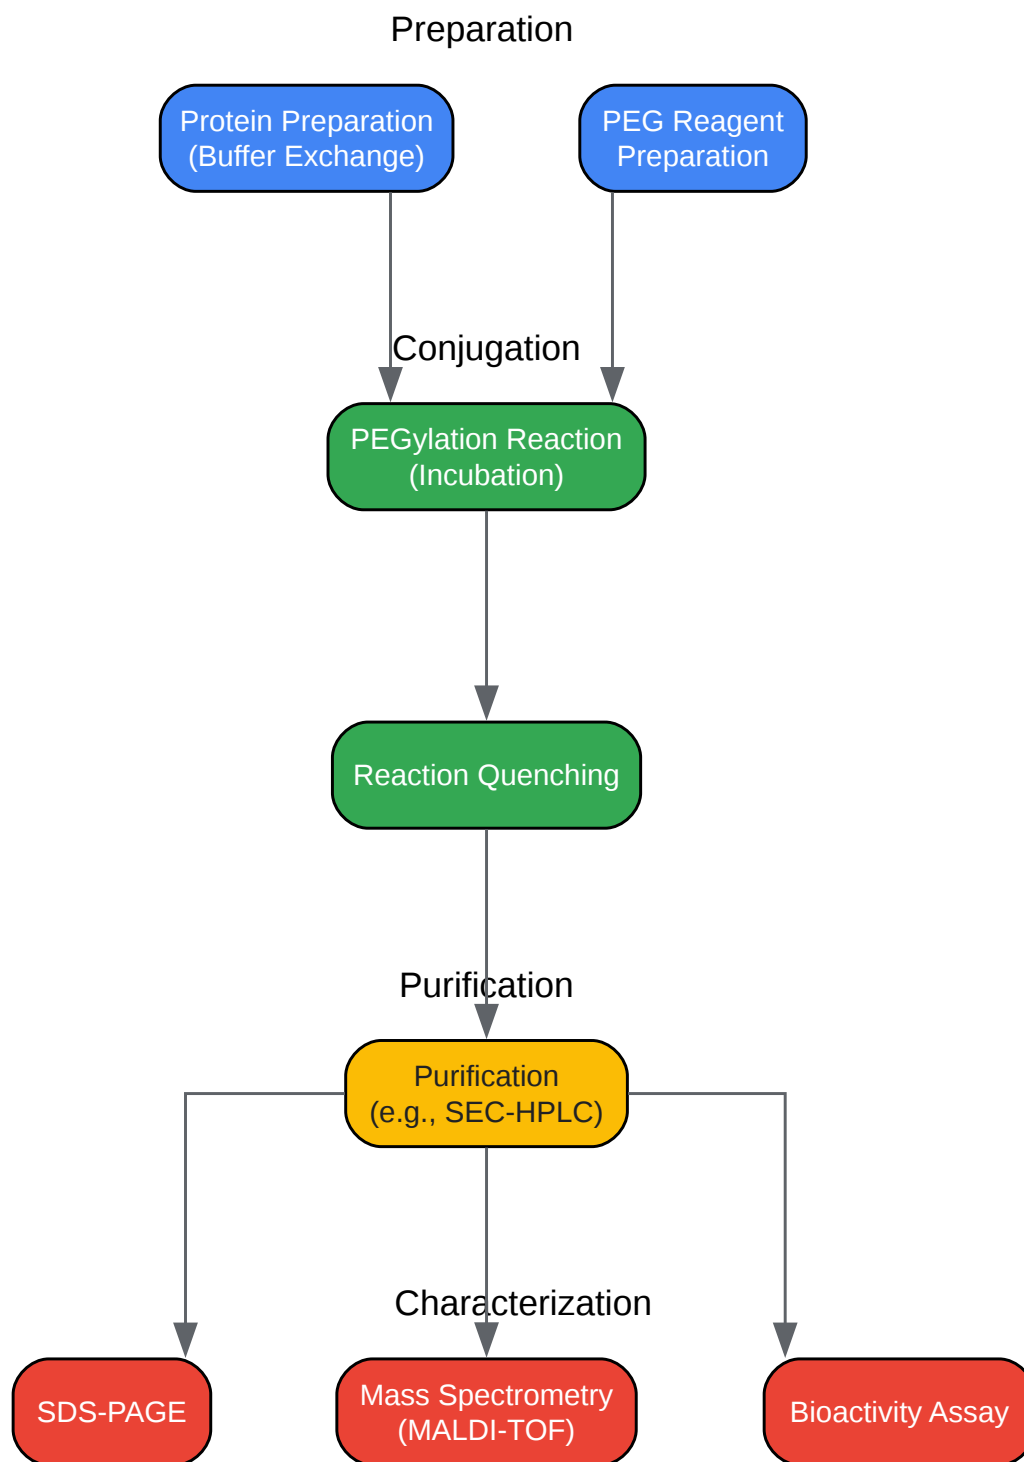 Preparation
Protein Preparation
(Buffer Exchange)
PEG Reagent
Preparation
Conjugation
PEGylation Reaction
(Incubation)
Reaction Quenching
Purification
Purification
(e.g., SEC-HPLC)
Characterization
SDS-PAGE
Mass Spectrometry
(MALDI-TOF)
Bioactivity Assay